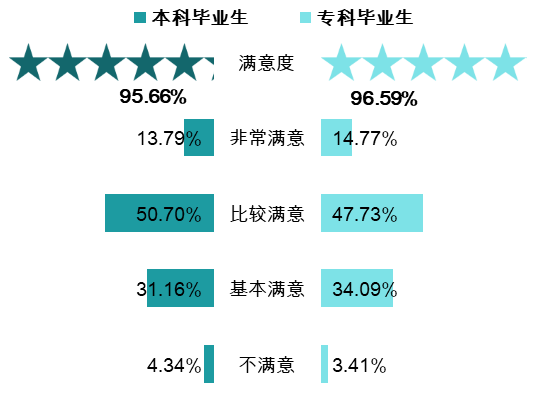 本科毕业生 专科毕业生
满意度
95.66% 96.59%
13.79% 非常满意 14.77%
50.70% 比较满意 47.73%
31.16% 基本满意 34.09%
4.34% 不满意 3.41%